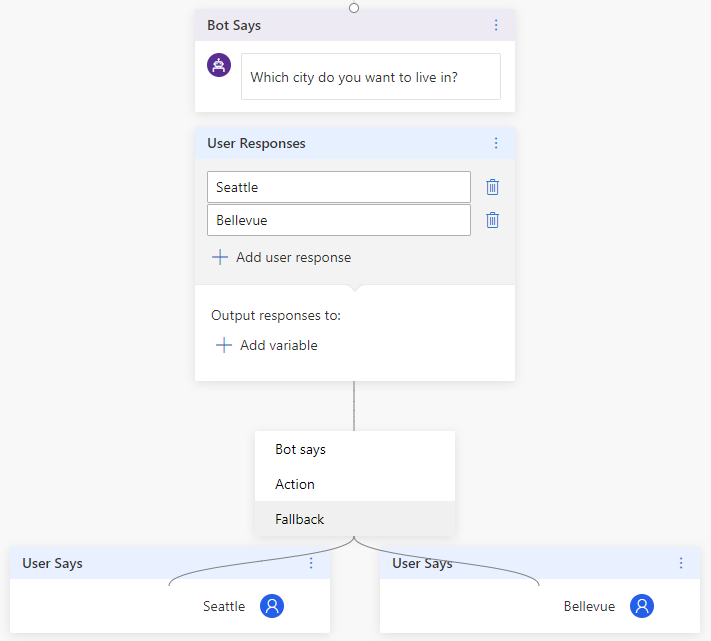 Bot Says
Which city do you want to live in?
User Responses
Seattle
Bellevue
Add user response
Output responses to:
Add variable
Bot says
Action
Fallback
User Says
Seattle
User Says
Bellevue